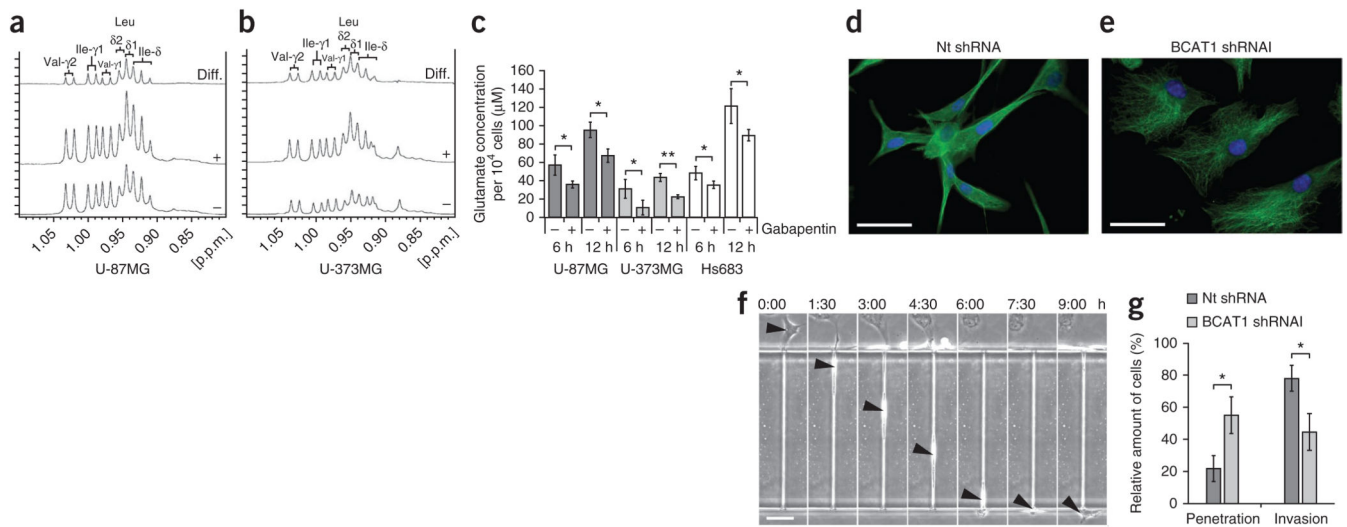 a
Leu
δ2
δ1
Ile-γ1
Ile-δ
Val-γ2
Val-γ1
Diff.
+
–
1.05 1.00 0.95 0.90 0.85 [p.p.m.]
U-87MG
b
Leu
δ2
δ1
Ile-γ1
Ile-δ
Val-γ2
Val-γ1
Diff.
+
–
1.05 1.00 0.95 0.90 0.85 [p.p.m.]
U-373MG
c
Glutamate concentration
per 10⁴ cells (μM)
160
140
120
100
80
60
40
20
0
* * * ** * *
– + – + – + – + – + – + Gabapentin
6 h 12 h 6 h 12 h 6 h 12 h
U-87MG U-373MG Hs683
d
Nt shRNA
e
BCAT1 shRNAI
f
0:00 1:30 3:00 4:30 6:00 7:30 9:00 h
g
Nt shRNA
BCAT1 shRNAI
Relative amount of cells (%)
100
80
60
40
20
0
* *
Penetration Invasion